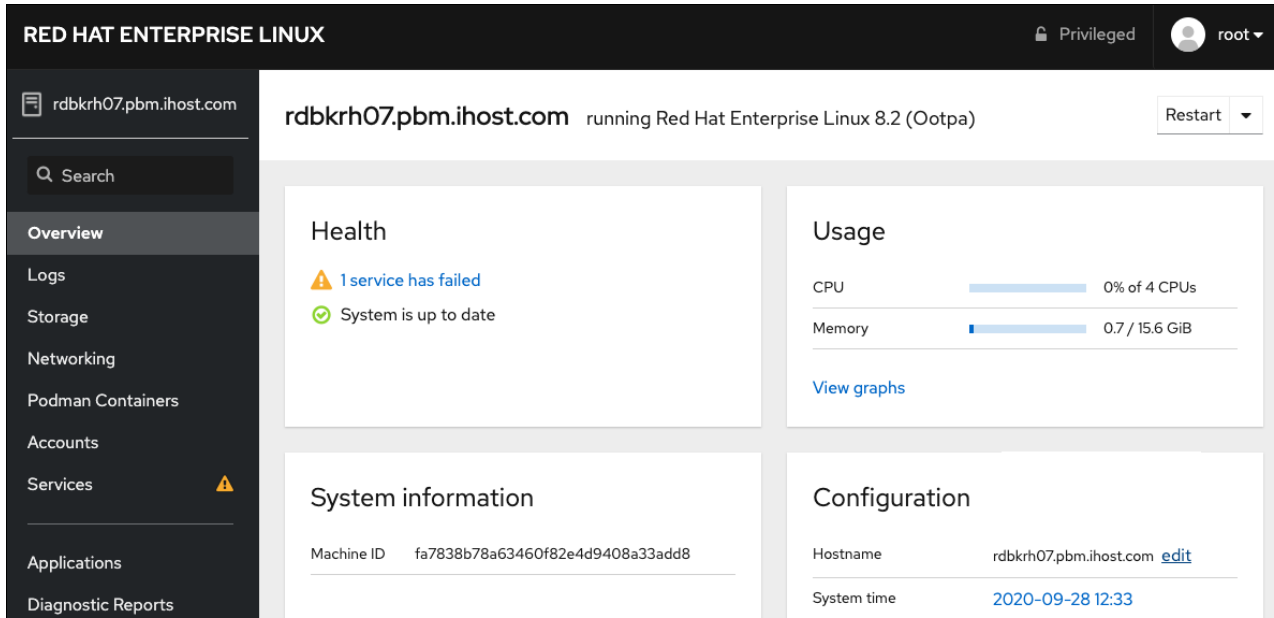 RED HAT ENTERPRISE LINUX
Privileged
root
rdbkrh07.pbm.ihost.com
Search
Overview
Logs
Storage
Networking
Podman Containers
Accounts
Services
Applications
Diagnostic Reports
rdbkrh07.pbm.ihost.com running Red Hat Enterprise Linux 8.2 (Ootpa)
Restart
Health
1 service has failed
System is up to date
Usage
CPU 0% of 4 CPUs
Memory 0.7 / 15.6 GiB
View graphs
System information
Machine ID fa7838b78a63460f82e4d9408a33add8
Configuration
Hostname rdbkrh07.pbm.ihost.com edit
System time 2020-09-28 12:33